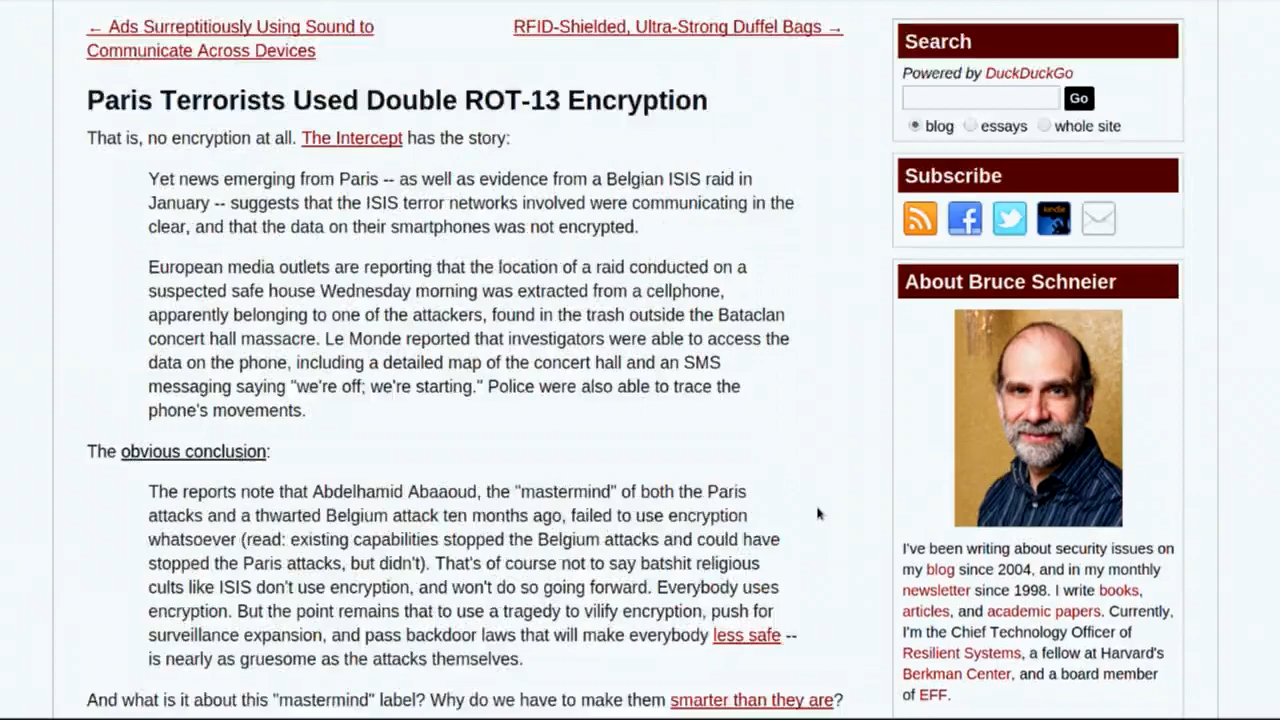 ← Ads Surreptitiously Using Sound to
Communicate Across Devices
RFID-Shielded, Ultra-Strong Duffel Bags →
Paris Terrorists Used Double ROT-13 Encryption
That is, no encryption at all. The Intercept has the story:
Yet news emerging from Paris -- as well as evidence from a Belgian ISIS raid in
January -- suggests that the ISIS terror networks involved were communicating in the
clear, and that the data on their smartphones was not encrypted.
European media outlets are reporting that the location of a raid conducted on a
suspected safe house Wednesday morning was extracted from a cellphone,
apparently belonging to one of the attackers, found in the trash outside the Bataclan
concert hall massacre. Le Monde reported that investigators were able to access the
data on the phone, including a detailed map of the concert hall and an SMS
messaging saying "we're off; we're starting." Police were also able to trace the
phone's movements.
The obvious conclusion:
The reports note that Abdelhamid Abaaoud, the "mastermind" of both the Paris
attacks and a thwarted Belgium attack ten months ago, failed to use encryption
whatsoever (read: existing capabilities stopped the Belgium attacks and could have
stopped the Paris attacks, but didn't). That's of course not to say batshit religious
cults like ISIS don't use encryption, and won't do so going forward. Everybody uses
encryption. But the point remains that to use a tragedy to vilify encryption, push for
surveillance expansion, and pass backdoor laws that will make everybody less safe --
is nearly as gruesome as the attacks themselves.
And what is it about this "mastermind" label? Why do we have to make them smarter than they are?
Search
Powered by DuckDuckGo
Go
blog essays whole site
Subscribe
kindle
About Bruce Schneier
I've been writing about security issues on
my blog since 2004, and in my monthly
newsletter since 1998. I write books,
articles, and academic papers. Currently,
I'm the Chief Technology Officer of
Resilient Systems, a fellow at Harvard's
Berkman Center, and a board member
of EFF.